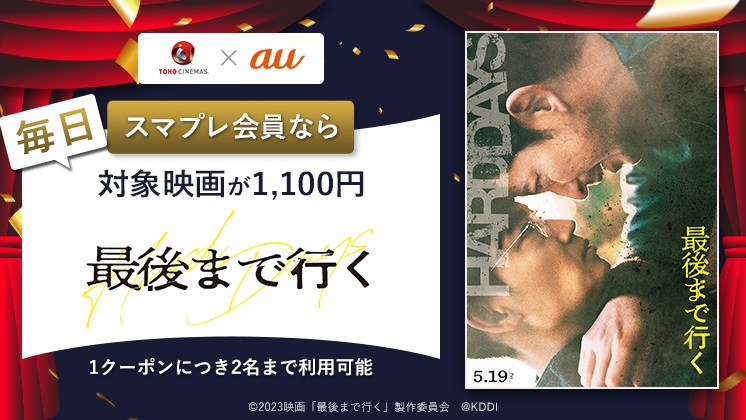 TOHO CINEMAS. × au
毎日
スマプレ会員なら
対象映画が1,100円
Hard Days
最後まで行く
1クーポンにつき2名まで利用可能
HARD DAYS
最後まで行く
5.19
©2023映画「最後まで行く」製作委員会 @KDDI